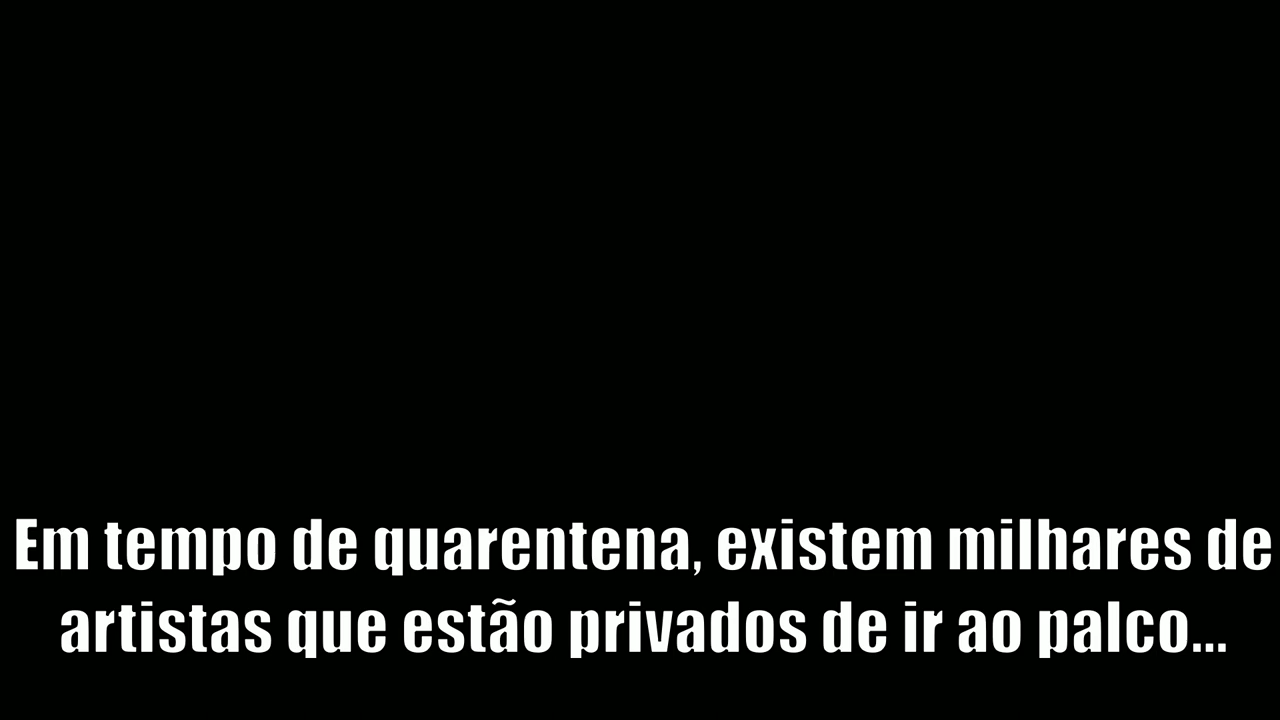 Em tempo de quarentena, existem milhares de
artistas que estão privados de ir ao palco...